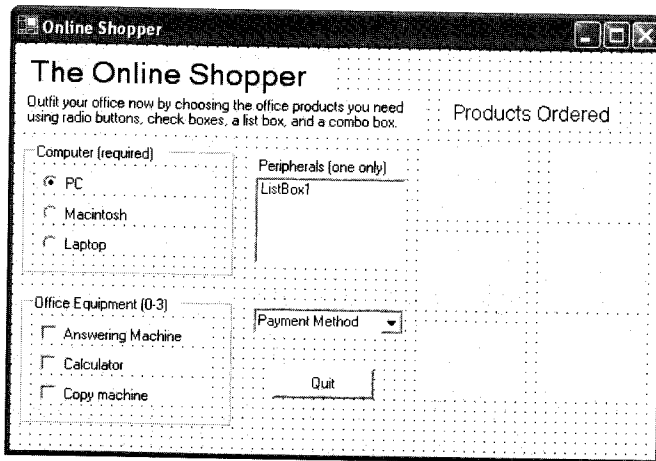 Online Shopper
The Online Shopper
Outfit your office now by choosing the office products you need
using radio buttons, check boxes, a list box, and a combo box.
Products Ordered
Computer (required)
PC
Macintosh
Laptop
Peripherals (one only)
ListBox1
Office Equipment (0-3)
Answering Machine
Calculator
Copy machine
Payment Method
Quit